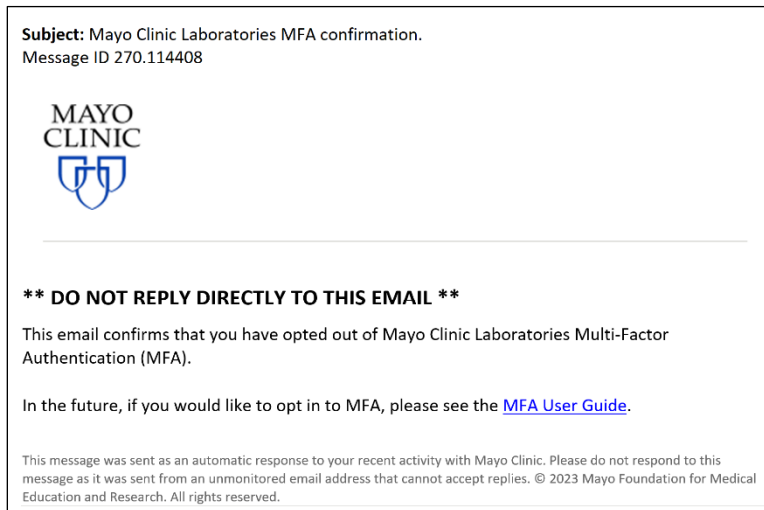 Subject: Mayo Clinic Laboratories MFA confirmation.
Message ID 270.114408
MAYO
CLINIC
** DO NOT REPLY DIRECTLY TO THIS EMAIL **
This email confirms that you have opted out of Mayo Clinic Laboratories Multi-Factor
Authentication (MFA).
In the future, if you would like to opt in to MFA, please see the MFA User Guide.
This message was sent as an automatic response to your recent activity with Mayo Clinic. Please do not respond to this
message as it was sent from an unmonitored email address that cannot accept replies. © 2023 Mayo Foundation for Medical
Education and Research. All rights reserved.